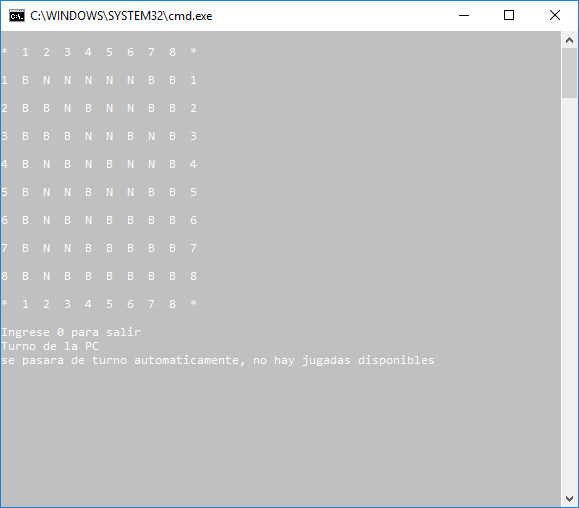 C:\WINDOWS\SYSTEM32\cmd.exe
* 1 2 3 4 5 6 7 8 *
1 B N N N N N B B 1
2 B B N B N N B B 2
3 B B B N N B N B 3
4 B N B N B N N B 4
5 B N N B N N B B 5
6 B N B N B B B B 6
7 B N N B B B B B 7
8 B N B B B B B B 8
* 1 2 3 4 5 6 7 8 *
Ingrese 0 para salir
Turno de la PC
se pasara de turno automaticamente, no hay jugadas disponibles